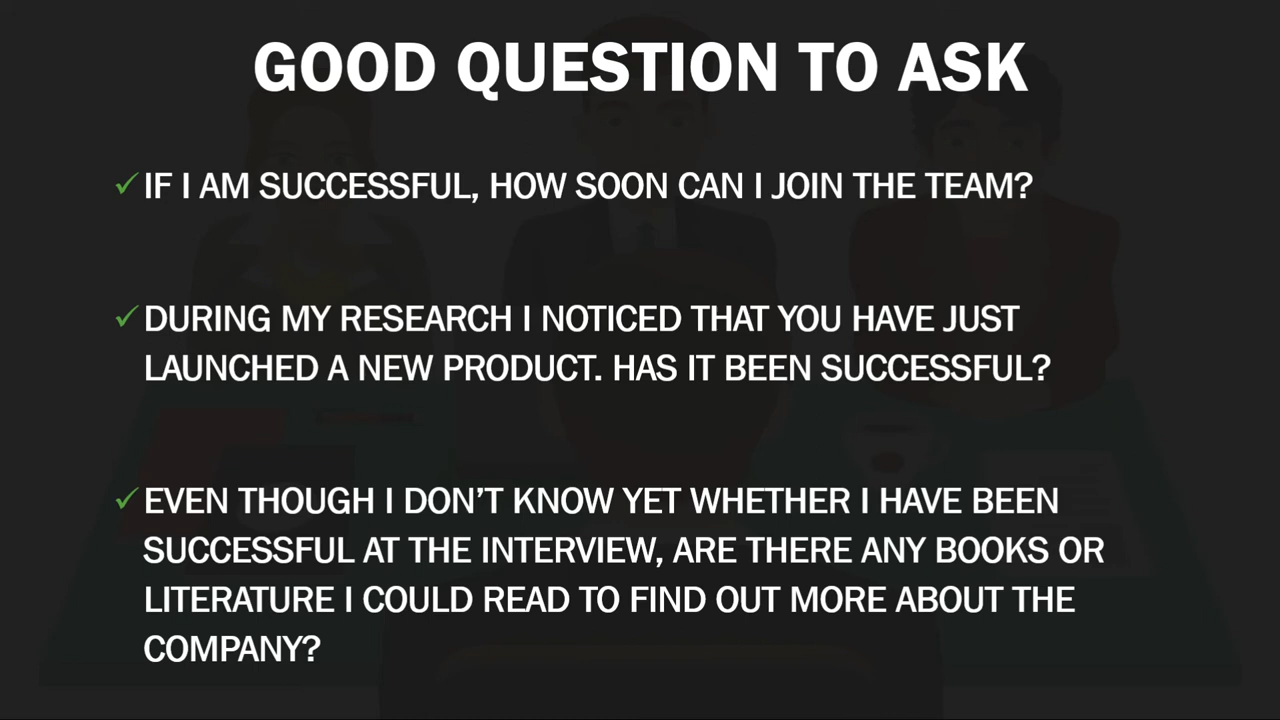 GOOD QUESTION TO ASK
✓ IF I AM SUCCESSFUL, HOW SOON CAN I JOIN THE TEAM?
✓ DURING MY RESEARCH I NOTICED THAT YOU HAVE JUST
LAUNCHED A NEW PRODUCT. HAS IT BEEN SUCCESSFUL?
✓ EVEN THOUGH I DON’T KNOW YET WHETHER I HAVE BEEN
SUCCESSFUL AT THE INTERVIEW, ARE THERE ANY BOOKS OR
LITERATURE I COULD READ TO FIND OUT MORE ABOUT THE
COMPANY?